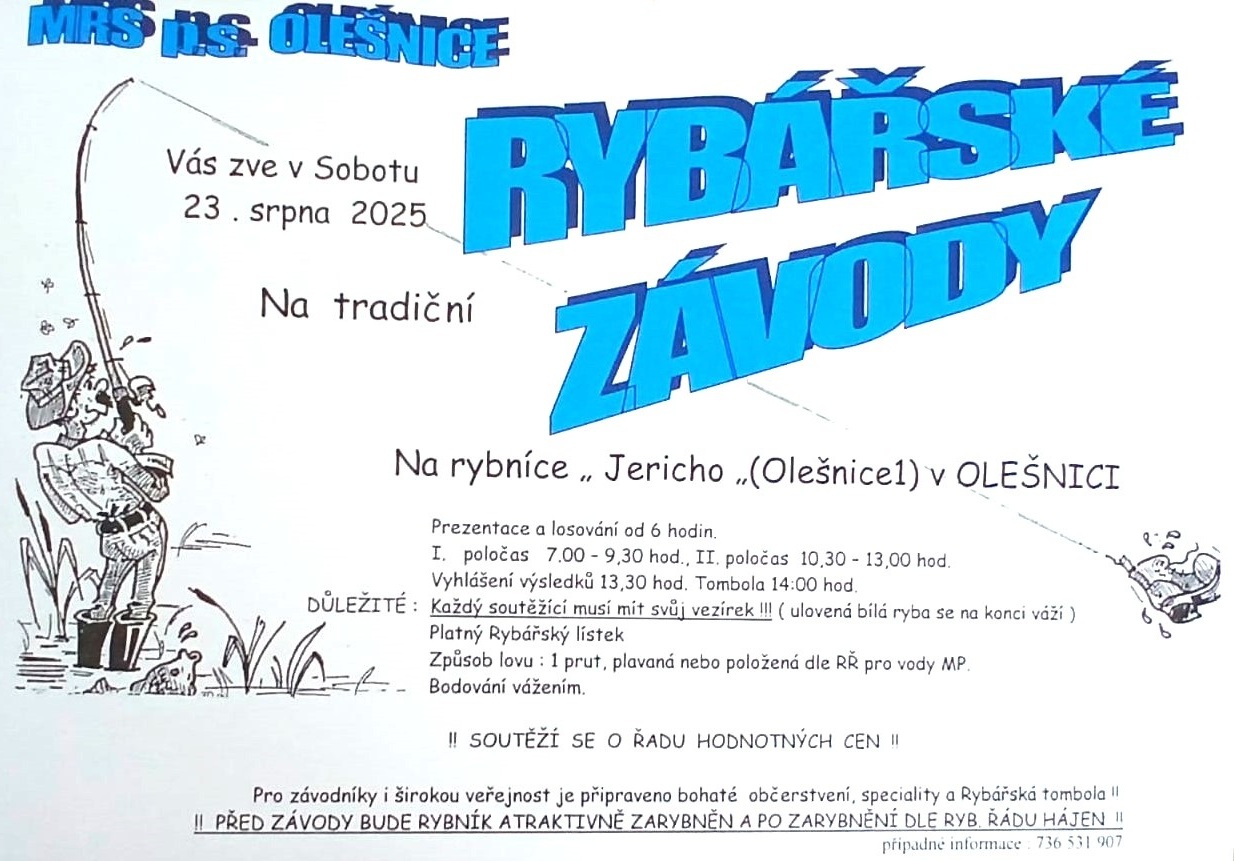 MRS p.s. OLEŠNICE
RYBÁŘSKÉ
ZÁVODY
Vás zve v Sobotu
23 . srpna 2025
Na tradiční
Na rybníce „ Jericho „(Olešnice1) v OLEŠNICI
Prezentace a losování od 6 hodin.
I. poločas 7.00 - 9,30 hod., II. poločas 10,30 - 13,00 hod.
Vyhlášení výsledků 13,30 hod. Tombola 14:00 hod.
DŮLEŽITÉ : Každý soutěžící musí mít svůj vezírek !!! ( ulovená bílá ryba se na konci váží )
Platný Rybářský lístek
Způsob lovu : 1 prut, plavaná nebo položená dle RŘ pro vody MP.
Bodování vážením.
!! SOUTĚŽÍ SE O ŘADU HODNOTNÝCH CEN !!
Pro závodníky i širokou veřejnost je připraveno bohaté občerstvení, speciality a Rybářská tombola !!
!! PŘED ZÁVODY BUDE RYBNÍK ATRAKTIVNĚ ZARYBNĚN A PO ZARYBNĚNÍ DLE RYB. ŘÁDU HÁJEN !!
případné informace : 736 531 907